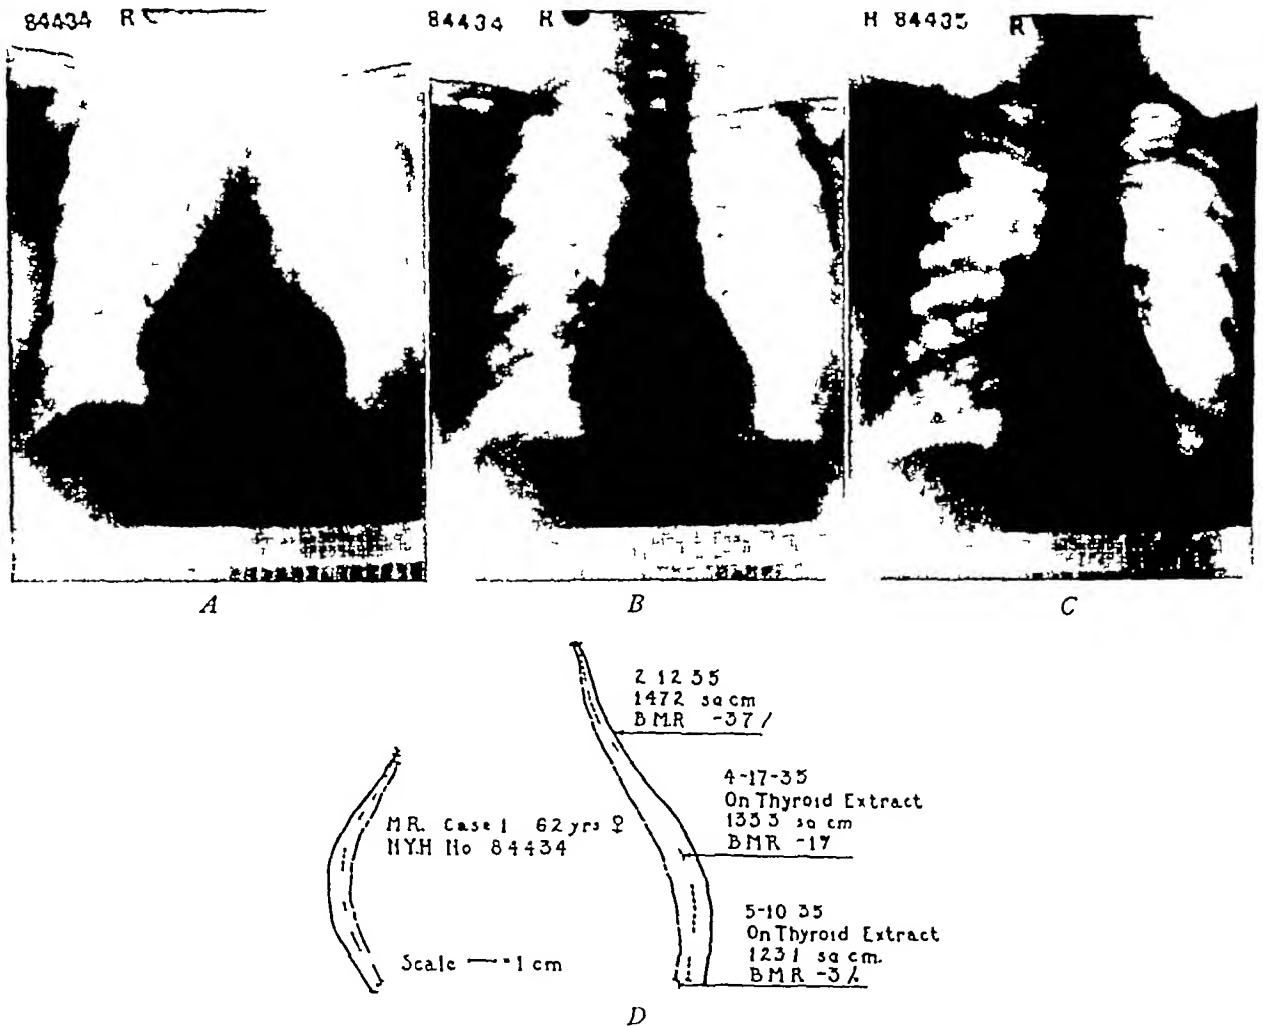 84434 R
84434 R
H 84435 R
A
B
C
2 12 35
1472 sq cm
B M.R -37 /
4-17-35
On Thyroid Extract
1353 sq cm
BMR -17
M.R. Case 1 62 yrs ♀
N.Y.H No 84434
5-10 35
On Thyroid Extract
1231 sq cm.
BMR -3 %
Scale — = 1 cm
D